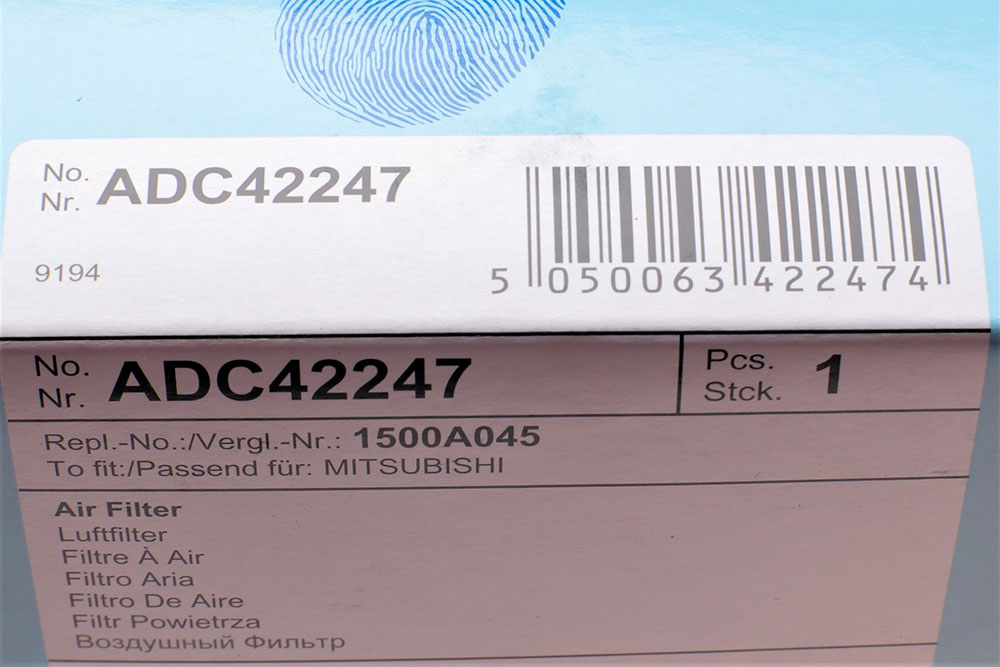 No.
Nr. ADC42247
9194
5 050063 422474
No.
Nr. ADC42247
Pcs.
Stck. 1
Repl.-No.:/Vergl.-Nr.: 1500A045
To fit:/Passend für: MITSUBISHI
Air Filter
Luftfilter
Filtre À Air
Filtro Aria
Filtro De Aire
Filtr Powietrza
Воздушный Фильтр